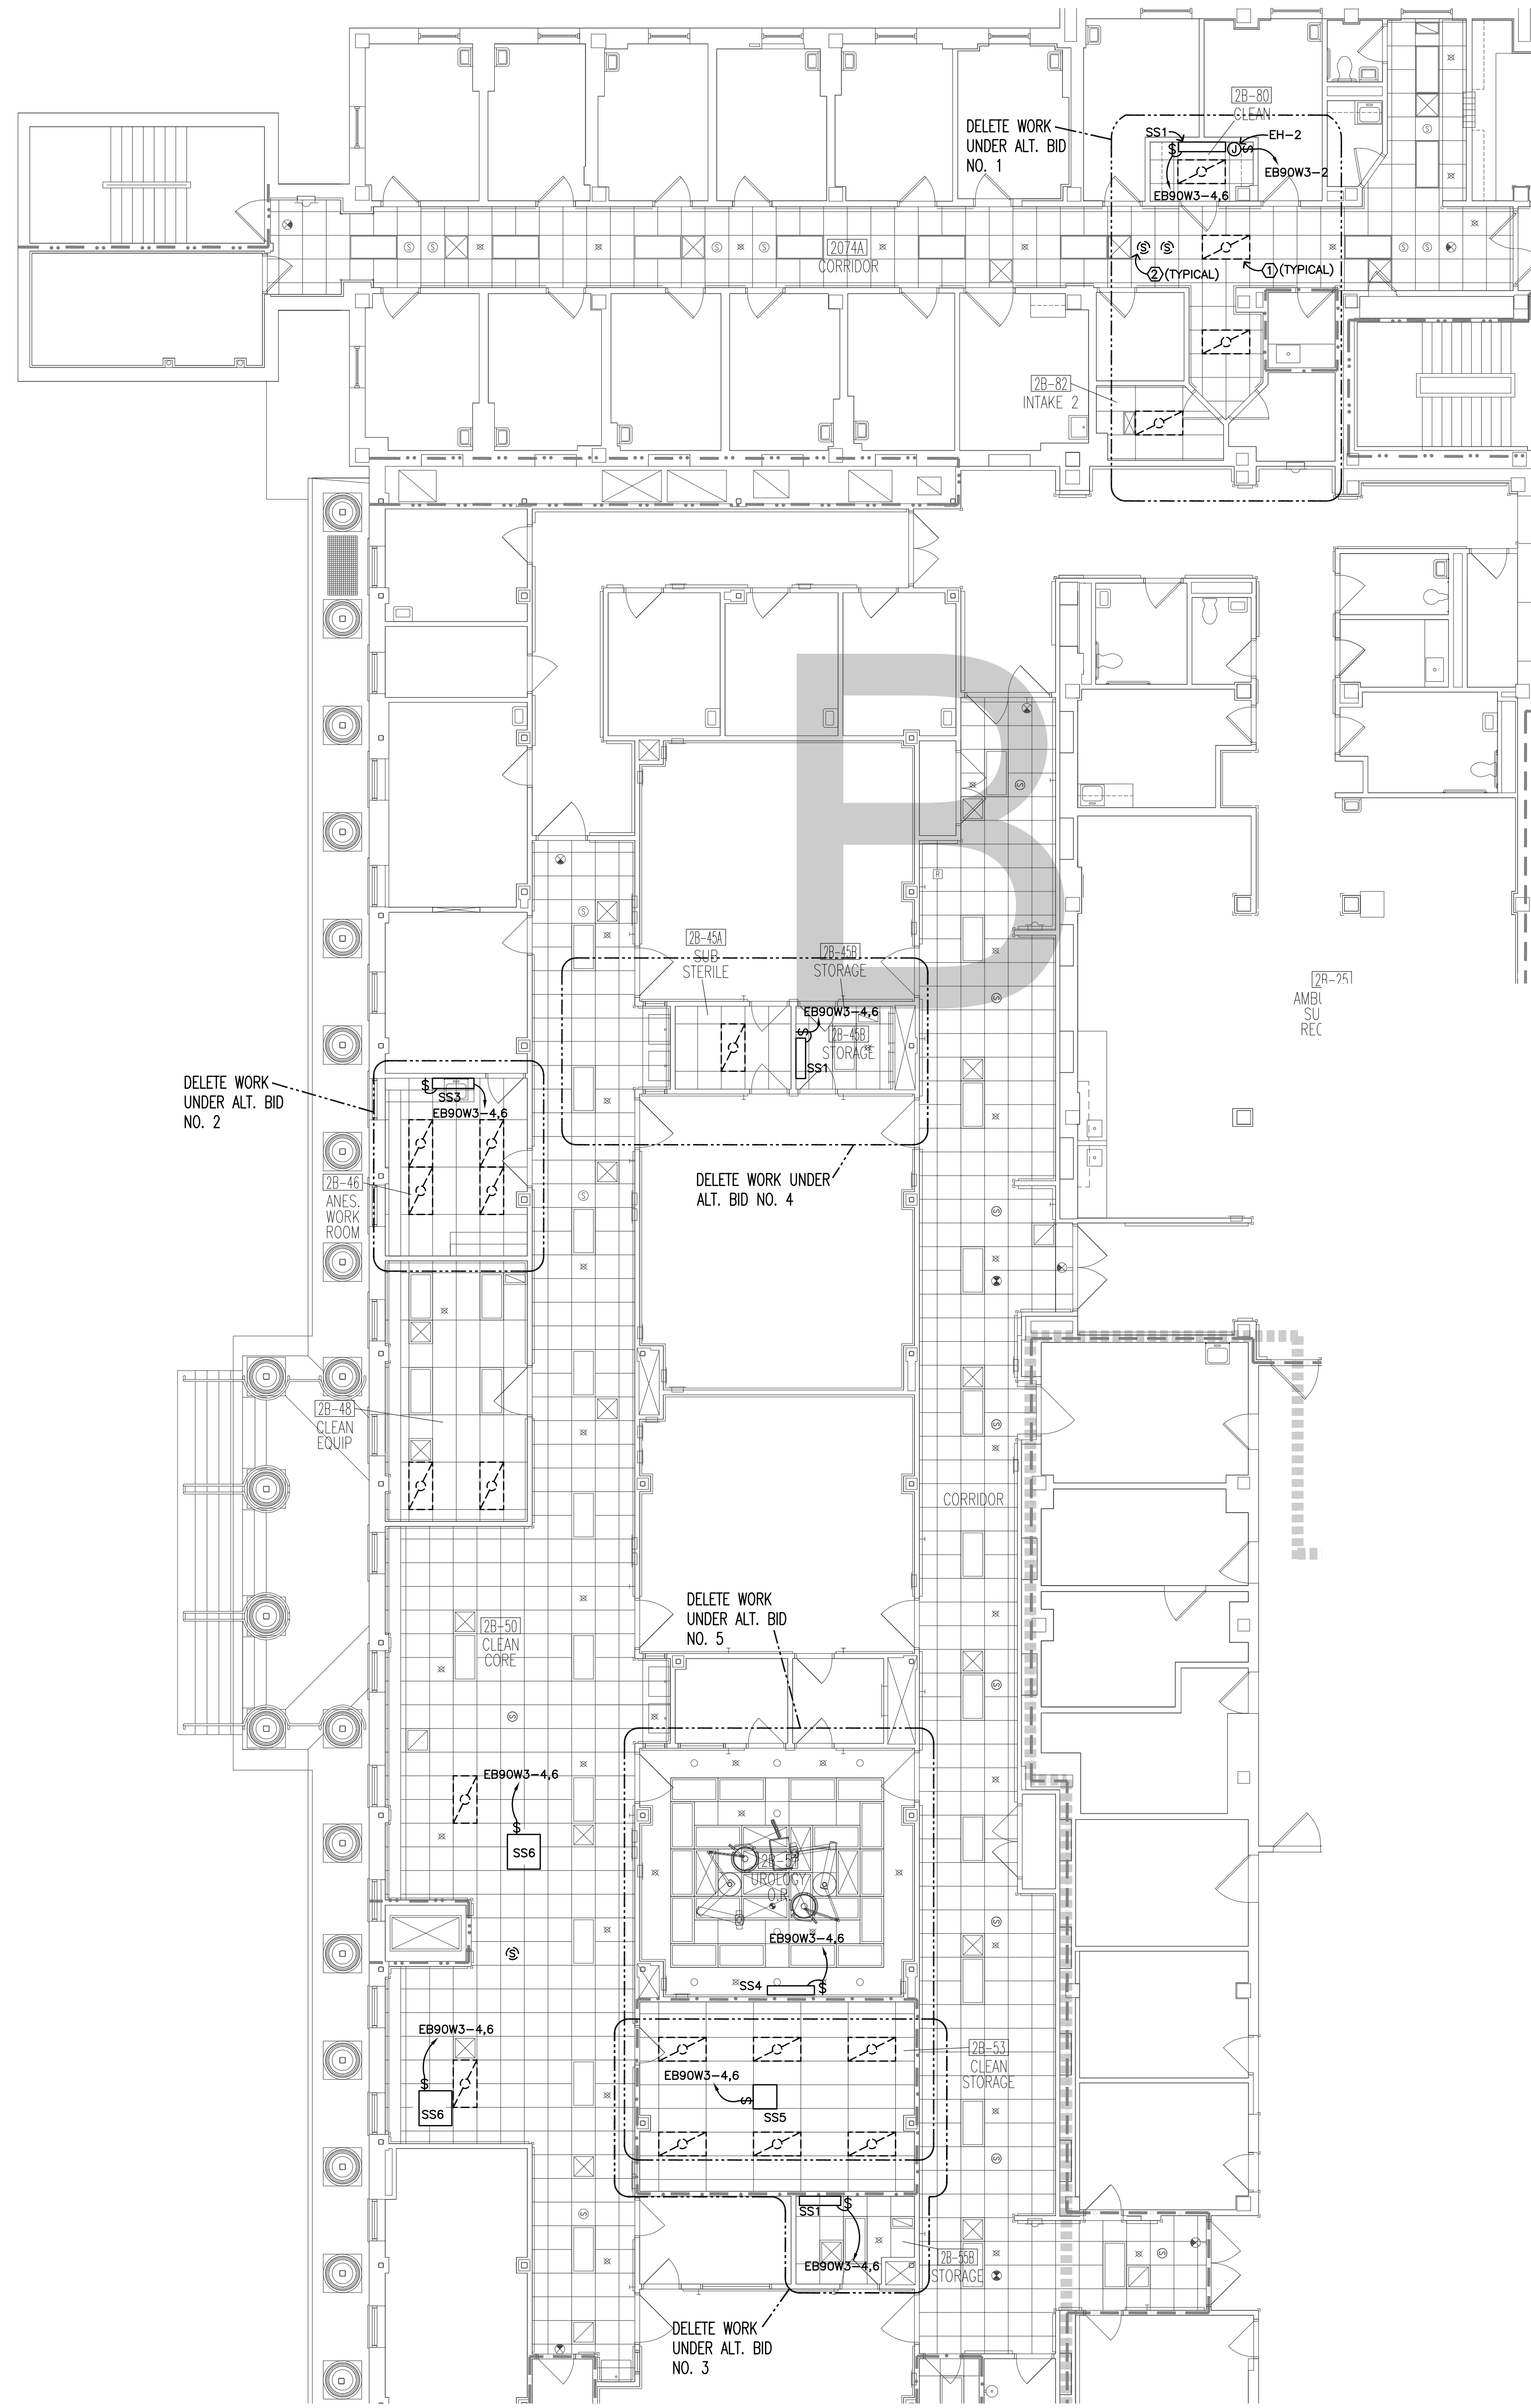 2B-80
CLEAN
DELETE WORK
UNDER ALT. BID
NO. 1
SS1
$
J
$
EH-2
EB90W3-2
EB90W3-4,6
2074A
CORRIDOR
S
S
2 (TYPICAL)
1 (TYPICAL)
2B-82
INTAKE 2
B
R
2B-45A
SUB
STERILE
2B-45B
STORAGE
EB90W3-4,6
$
2B-45B
STORAGE
SS1
2B-25
AMBU
SU
REC
DELETE WORK
UNDER ALT. BID
NO. 2
$
SS3
EB90W3-4,6
DELETE WORK UNDER
ALT. BID NO. 4
2B-46
ANES.
WORK
ROOM
2B-48
CLEAN
EQUIP
CORRIDOR
DELETE WORK
UNDER ALT. BID
NO. 5
2B-50
CLEAN
CORE
EB90W3-4,6
$
SS6
UROLOGY
O.R.
EB90W3-4,6
SS4
$
S
EB90W3-4,6
$
SS6
2B-53
CLEAN
STORAGE
EB90W3-4,6
$
SS5
SS1
$
EB90W3-4,6
2B-55B
STORAGE
DELETE WORK
UNDER ALT. BID
NO. 3